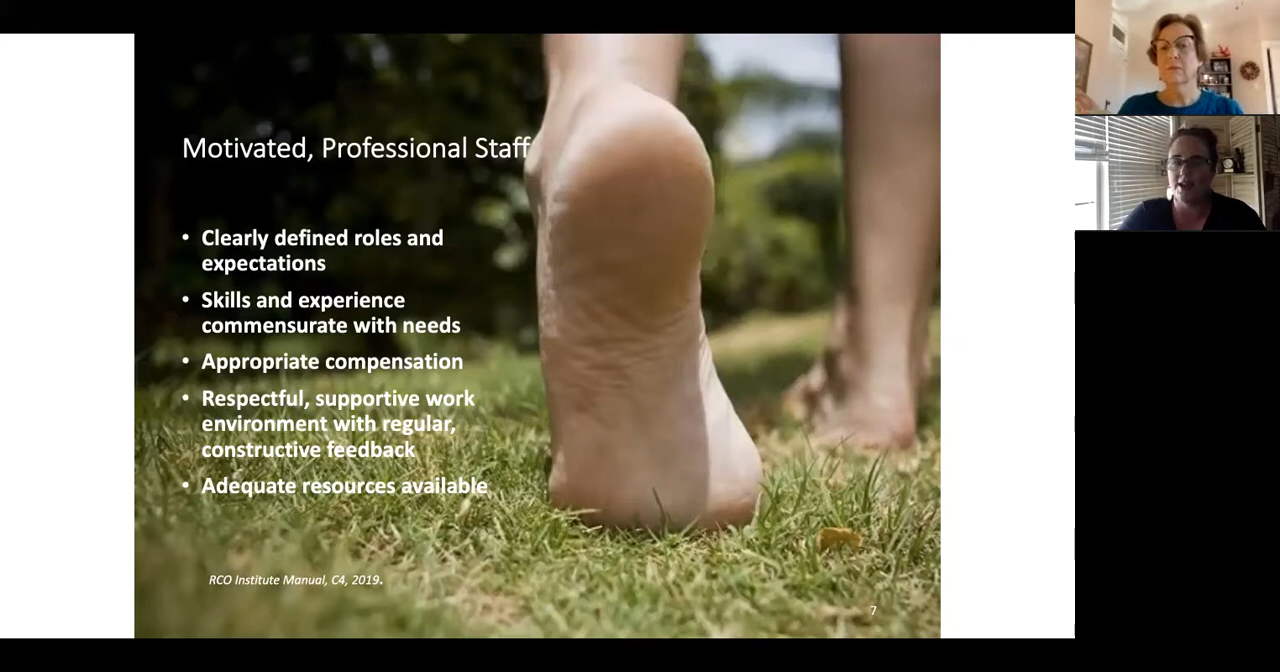 Motivated, Professional Staff
• Clearly defined roles and
expectations
• Skills and experience
commensurate with needs
• Appropriate compensation
• Respectful, supportive work
environment with regular,
constructive feedback
• Adequate resources available
RCO Institute Manual, C4, 2019.
7